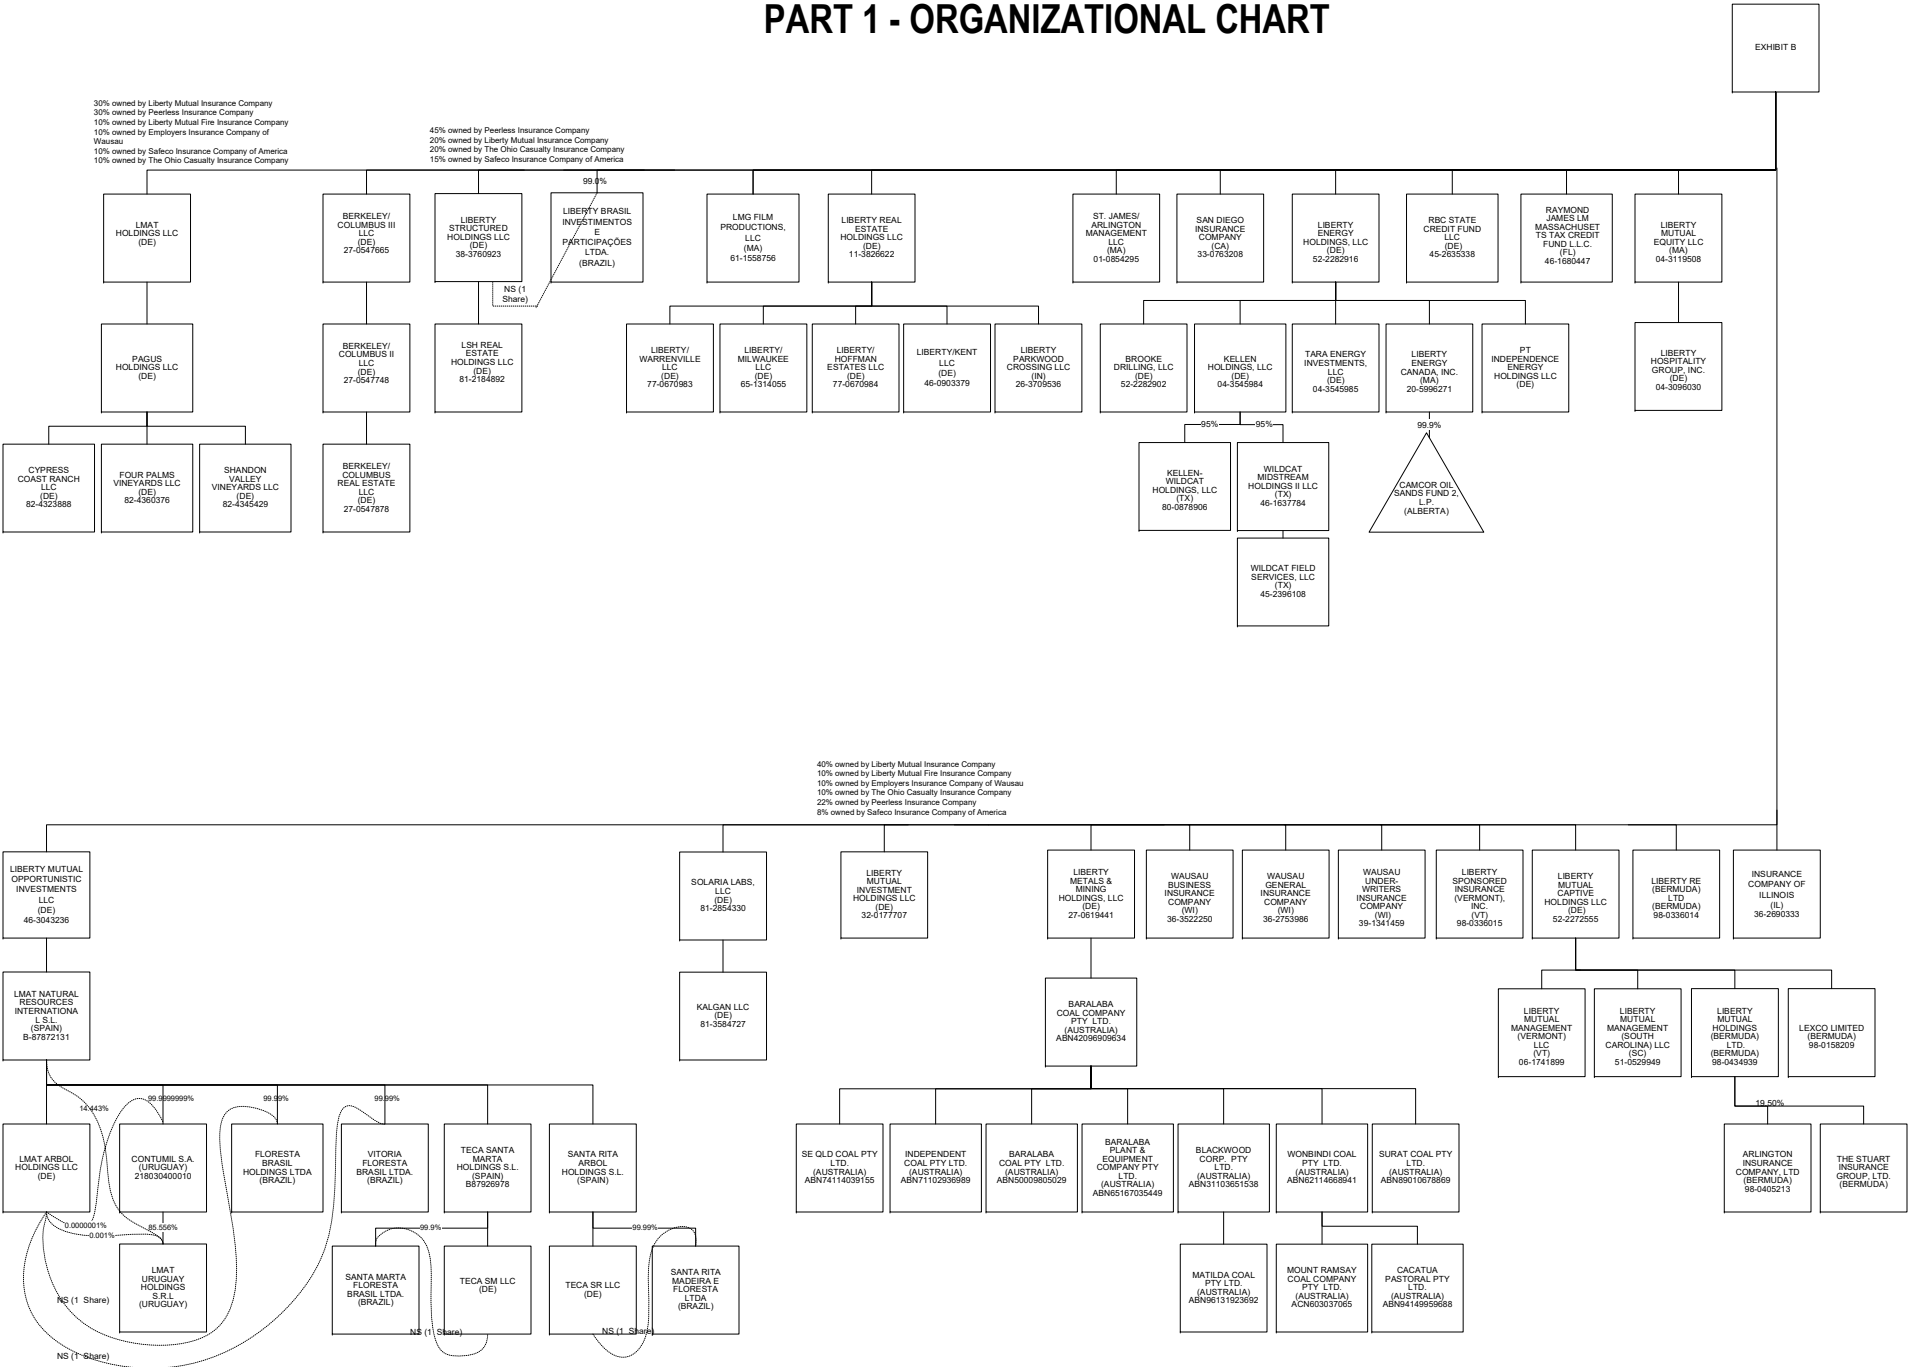 PART 1 - ORGANIZATIONAL CHART
EXHIBIT B
30% owned by Liberty Mutual Insurance Company
30% owned by Peerless Insurance Company
10% owned by Liberty Mutual Fire Insurance Company
10% owned by Employers Insurance Company of
Wausau
10% owned by Safeco Insurance Company of America
10% owned by The Ohio Casualty Insurance Company
45% owned by Peerless Insurance Company
20% owned by Liberty Mutual Insurance Company
20% owned by The Ohio Casualty Insurance Company
15% owned by Safeco Insurance Company of America
99.0%
LMAT
HOLDINGS LLC
(DE)
BERKELEY/
COLUMBUS III
LLC
(DE)
27-0547665
LIBERTY
STRUCTURED
HOLDINGS LLC
(DE)
38-3760923
LIBERTY BRASIL
INVESTIMENTOS
E
PARTICIPAÇÕES
LTDA.
(BRAZIL)
LMG FILM
PRODUCTIONS,
LLC
(MA)
61-1558756
LIBERTY REAL
ESTATE
HOLDINGS LLC
(DE)
11-3826622
ST. JAMES/
ARLINGTON
MANAGEMENT
LLC
(MA)
01-0854295
SAN DIEGO
INSURANCE
COMPANY
(CA)
33-0763208
LIBERTY
ENERGY
HOLDINGS, LLC
(DE)
52-2282916
RBC STATE
CREDIT FUND
LLC
(DE)
45-2635338
RAYMOND
JAMES LM
MASSACHUSET
TS TAX CREDIT
FUND L.L.C.
(FL)
46-1680447
LIBERTY
MUTUAL
EQUITY LLC
(MA)
04-3119508
NS (1
Share)
PAGUS
HOLDINGS LLC
(DE)
BERKELEY/
COLUMBUS II
LLC
(DE)
27-0547748
LSH REAL
ESTATE
HOLDINGS LLC
(DE)
81-2184892
LIBERTY/
WARRENVILLE
LLC
(DE)
77-0670983
LIBERTY/
MILWAUKEE
LLC
(DE)
65-1314055
LIBERTY/
HOFFMAN
ESTATES LLC
(DE)
77-0670984
LIBERTY/KENT
LLC
(DE)
46-0903379
LIBERTY
PARKWOOD
CROSSING LLC
(IN)
26-3709536
BROOKE
DRILLING, LLC
(DE)
52-2282902
KELLEN
HOLDINGS, LLC
(DE)
04-3545984
TARA ENERGY
INVESTMENTS,
LLC
(DE)
04-3545985
LIBERTY
ENERGY
CANADA, INC.
(MA)
20-5996271
PT
INDEPENDENCE
ENERGY
HOLDINGS LLC
(DE)
LIBERTY
HOSPITALITY
GROUP, INC.
(DE)
04-3096030
95%
95%
99.9%
CYPRESS
COAST RANCH
LLC
(DE)
82-4323888
FOUR PALMS
VINEYARDS LLC
(DE)
82-4360376
SHANDON
VALLEY
VINEYARDS LLC
(DE)
82-4345429
BERKELEY/
COLUMBUS
REAL ESTATE
LLC
(DE)
27-0547878
KELLEN-
WILDCAT
HOLDINGS, LLC
(TX)
80-0878906
WILDCAT
MIDSTREAM
HOLDINGS II LLC
(TX)
46-1637784
CAMCOR OIL
SANDS FUND 2,
L.P.
(ALBERTA)
WILDCAT FIELD
SERVICES, LLC
(TX)
45-2396108
40% owned by Liberty Mutual Insurance Company
10% owned by Liberty Mutual Fire Insurance Company
10% owned by Employers Insurance Company of Wausau
10% owned by The Ohio Casualty Insurance Company
22% owned by Peerless Insurance Company
8% owned by Safeco Insurance Company of America
LIBERTY MUTUAL
OPPORTUNISTIC
INVESTMENTS
LLC
(DE)
46-3043236
SOLARIA LABS,
LLC
(DE)
81-2854330
LIBERTY
MUTUAL
INVESTMENT
HOLDINGS LLC
(DE)
32-0177707
LIBERTY
METALS &
MINING
HOLDINGS, LLC
(DE)
27-0619441
WAUSAU
BUSINESS
INSURANCE
COMPANY
(WI)
36-3522250
WAUSAU
GENERAL
INSURANCE
COMPANY
(WI)
36-2753986
WAUSAU
UNDER-
WRITERS
INSURANCE
COMPANY
(WI)
39-1341459
LIBERTY
SPONSORED
INSURANCE
(VERMONT),
INC.
(VT)
98-0336015
LIBERTY
MUTUAL
CAPTIVE
HOLDINGS LLC
(DE)
52-2272555
LIBERTY RE
(BERMUDA)
LTD
(BERMUDA)
98-0336014
INSURANCE
COMPANY OF
ILLINOIS
(IL)
36-2690333
LMAT NATURAL
RESOURCES
INTERNATIONA
L S.L.
(SPAIN)
B-87872131
KALGAN LLC
(DE)
81-3584727
BARALABA
COAL COMPANY
PTY LTD.
(AUSTRALIA)
ABN42096909634
LIBERTY
MUTUAL
MANAGEMENT
(VERMONT)
LLC
(VT)
06-1741899
LIBERTY
MUTUAL
MANAGEMENT
(SOUTH
CAROLINA) LLC
(SC)
51-0529949
LIBERTY
MUTUAL
HOLDINGS
(BERMUDA)
LTD.
(BERMUDA)
98-0434939
LEXCO LIMITED
(BERMUDA)
98-0158209
14.443%
99.9999999%
99.99%
99.99%
19.50%
LMAT ARBOL
HOLDINGS LLC
(DE)
CONTUMIL S.A.
(URUGUAY)
218030400010
FLORESTA
BRASIL
HOLDINGS LTDA
(BRAZIL)
VITORIA
FLORESTA
BRASIL LTDA.
(BRAZIL)
TECA SANTA
MARTA
HOLDINGS S.L.
(SPAIN)
B87926978
SANTA RITA
ARBOL
HOLDINGS S.L.
(SPAIN)
SE QLD COAL PTY
LTD.
(AUSTRALIA)
ABN74114039155
INDEPENDENT
COAL PTY LTD.
(AUSTRALIA)
ABN71102936989
BARALABA
COAL PTY LTD.
(AUSTRALIA)
ABN50009805029
BARALABA
PLANT &
EQUIPMENT
COMPANY PTY
LTD.
(AUSTRALIA)
ABN65167035449
BLACKWOOD
CORP. PTY
LTD.
(AUSTRALIA)
ABN31103651538
WONBINDI COAL
PTY LTD.
(AUSTRALIA)
ABN62114668941
SURAT COAL PTY
LTD.
(AUSTRALIA)
ABN89010678869
ARLINGTON
INSURANCE
COMPANY, LTD
(BERMUDA)
98-0405213
THE STUART
INSURANCE
GROUP, LTD.
(BERMUDA)
0.0000001%
0.001%
85.556%
99.9%
99.99%
LMAT
URUGUAY
HOLDINGS
S.R.L
(URUGUAY)
SANTA MARTA
FLORESTA
BRASIL LTDA.
(BRAZIL)
TECA SM LLC
(DE)
TECA SR LLC
(DE)
SANTA RITA
MADEIRA E
FLORESTA
LTDA
(BRAZIL)
MATILDA COAL
PTY LTD.
(AUSTRALIA)
ABN96131923692
MOUNT RAMSAY
COAL COMPANY
PTY LTD.
(AUSTRALIA)
ACN603037065
CACATUA
PASTORAL PTY
LTD.
(AUSTRALIA)
ABN94149959688
NS (1 Share)
NS (1 Share)
NS (1 Share)
NS (1 Share)